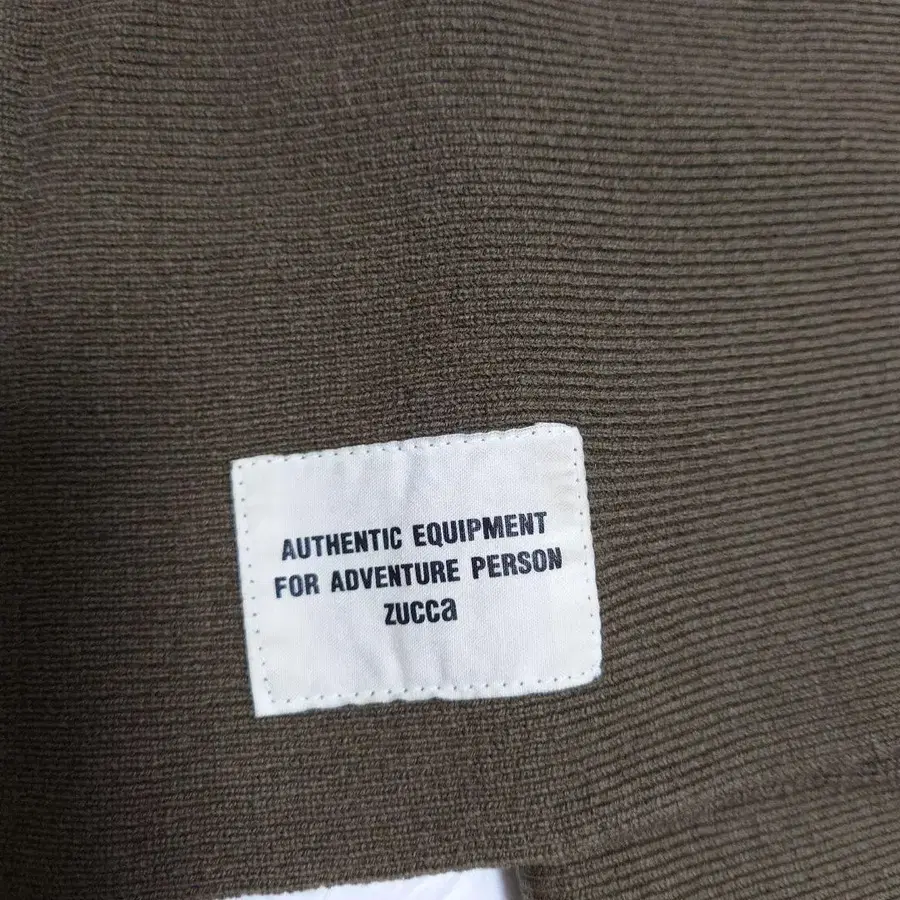 AUTHENTIC EQUIPMENT
FOR ADVENTURE PERSON
zucca